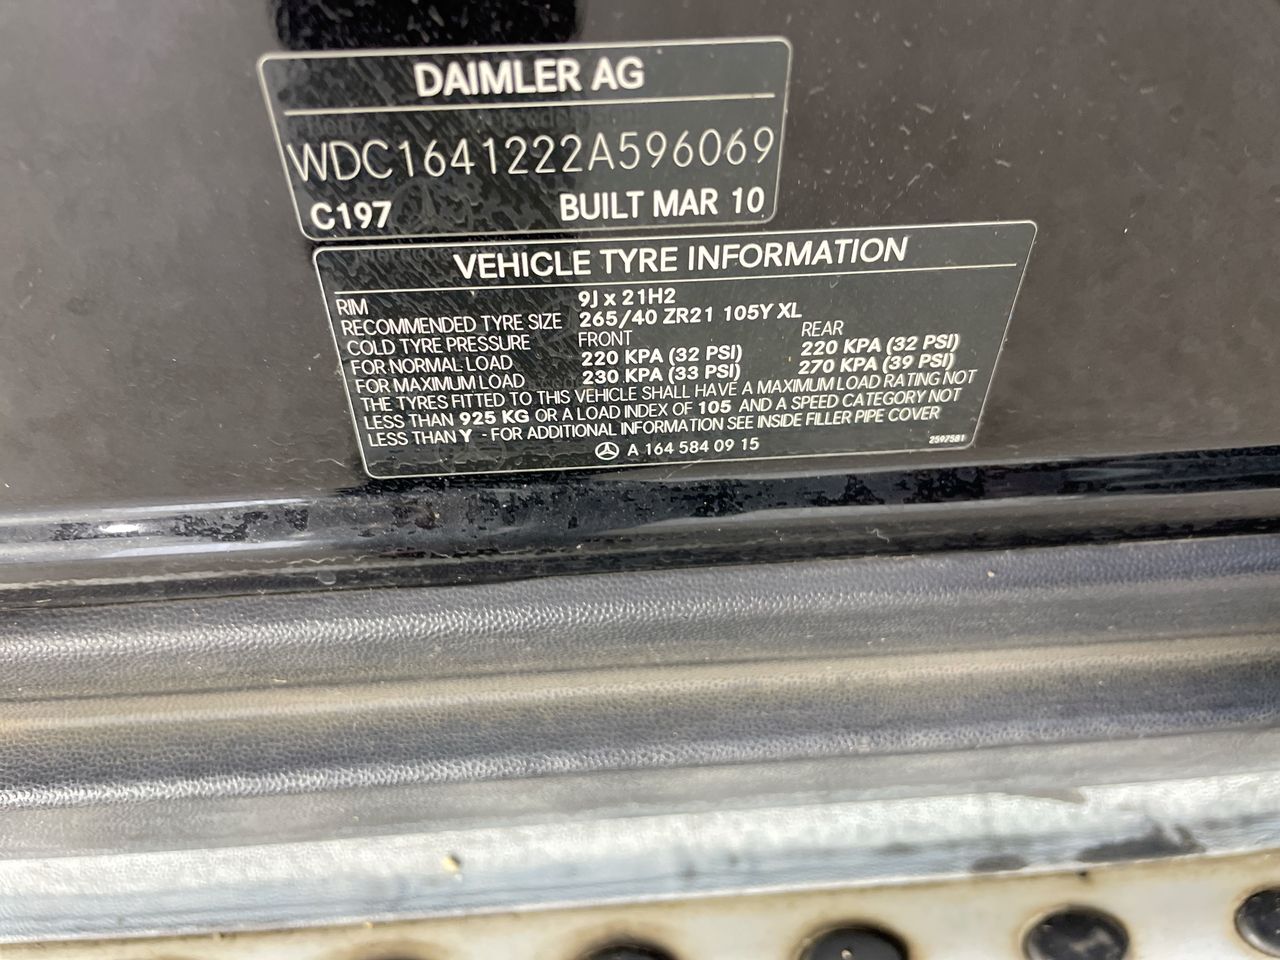 DAIMLER AG
WDC1641222A596069
C197 BUILT MAR 10
VEHICLE TYRE INFORMATION
RIM 9J x 21H2
RECOMMENDED TYRE SIZE 265/40 ZR21 105Y XL
COLD TYRE PRESSURE FRONT REAR
FOR NORMAL LOAD 220 KPA (32 PSI) 220 KPA (32 PSI)
FOR MAXIMUM LOAD 230 KPA (33 PSI) 270 KPA (39 PSI)
THE TYRES FITTED TO THIS VEHICLE SHALL HAVE A MAXIMUM LOAD RATING NOT
LESS THAN 925 KG OR A LOAD INDEX OF 105 AND A SPEED CATEGORY NOT
LESS THAN Y - FOR ADDITIONAL INFORMATION SEE INSIDE FILLER PIPE COVER
A 164 584 09 15 2597581